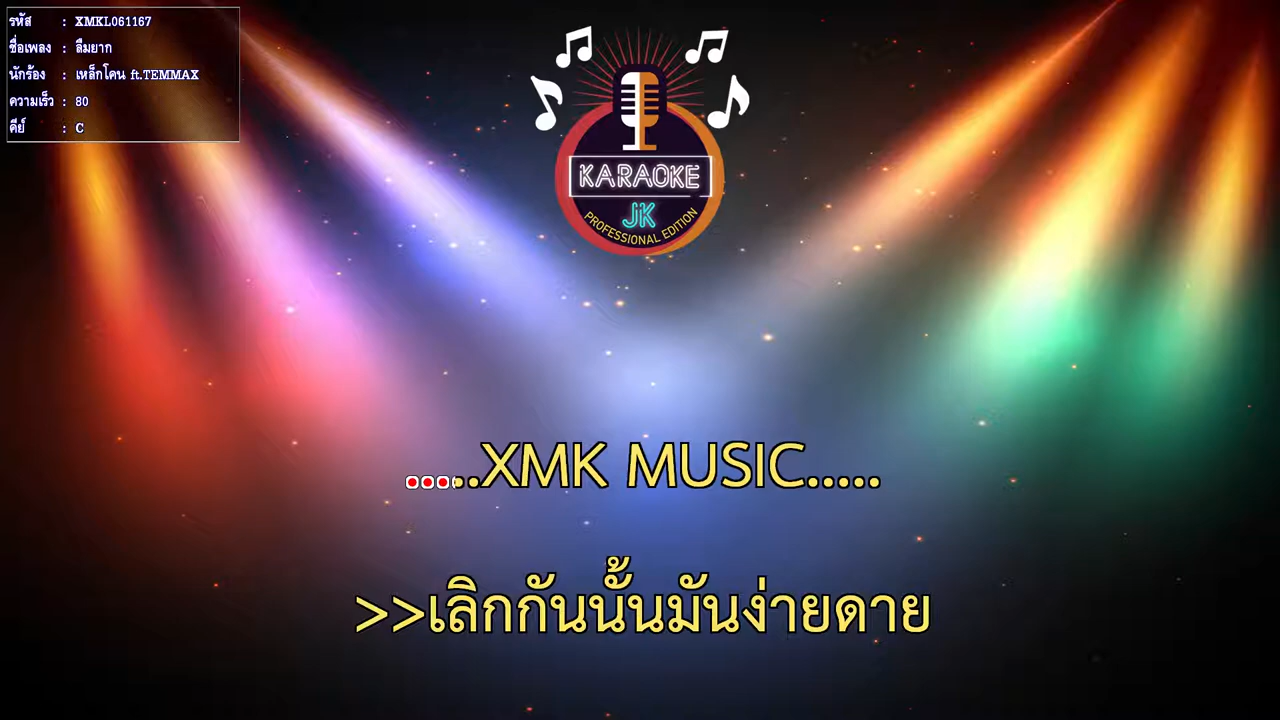 รหัส : XMKL061167
ชื่อเพลง : ลืมยาก
นักร้อง : เหล็กโคน ft.TEMMAX
ความเร็ว : 80
คีย์ : C
KARAOKE
JK
PROFESSIONAL EDITION
.....XMK MUSIC.....
>>เลิกกันนั้นมันง่ายดาย